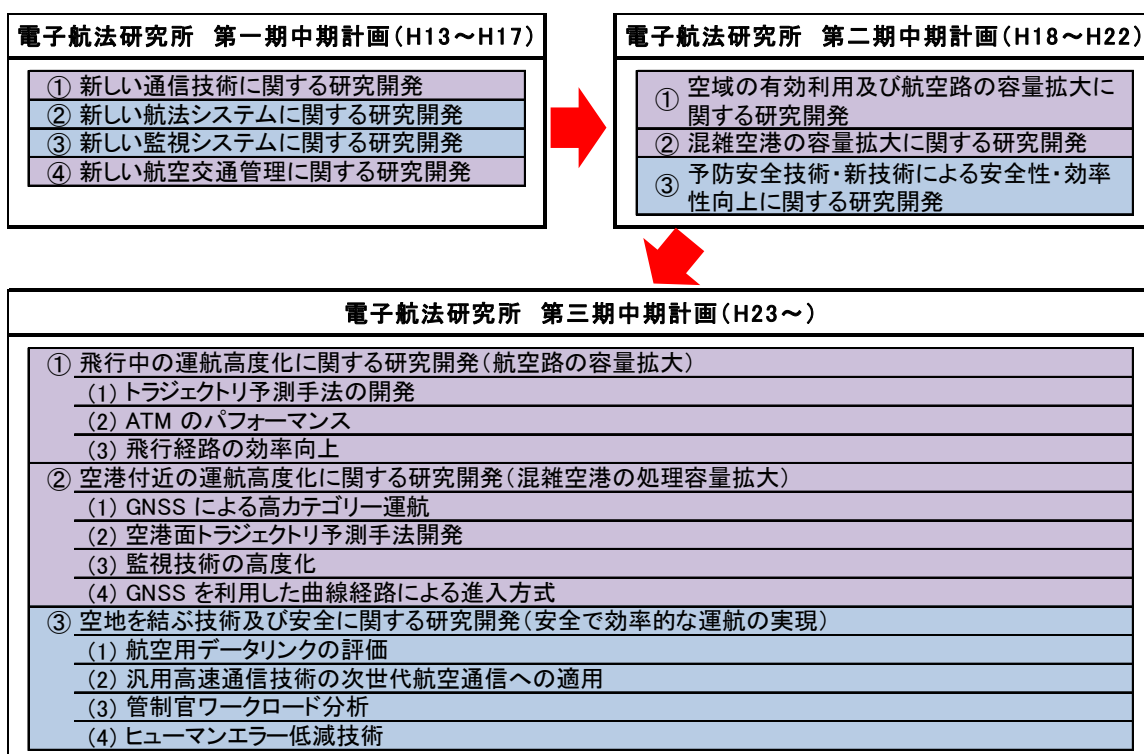 電子航法研究所 第一期中期計画(H13～H17)
① 新しい通信技術に関する研究開発
② 新しい航法システムに関する研究開発
③ 新しい監視システムに関する研究開発
④ 新しい航空交通管理に関する研究開発
電子航法研究所 第二期中期計画(H18～H22)
① 空域の有効利用及び航空路の容量拡大に
関する研究開発
② 混雑空港の容量拡大に関する研究開発
③ 予防安全技術・新技術による安全性・効率
性向上に関する研究開発
電子航法研究所 第三期中期計画(H23～)
① 飛行中の運航高度化に関する研究開発(航空路の容量拡大)
(1) トラジェクトリ予測手法の開発
(2) ATM のパフォーマンス
(3) 飛行経路の効率向上
② 空港付近の運航高度化に関する研究開発(混雑空港の処理容量拡大)
(1) GNSS による高カテゴリー運航
(2) 空港面トラジェクトリ予測手法開発
(3) 監視技術の高度化
(4) GNSS を利用した曲線経路による進入方式
③ 空地を結ぶ技術及び安全に関する研究開発(安全で効率的な運航の実現)
(1) 航空用データリンクの評価
(2) 汎用高速通信技術の次世代航空通信への適用
(3) 管制官ワークロード分析
(4) ヒューマンエラー低減技術